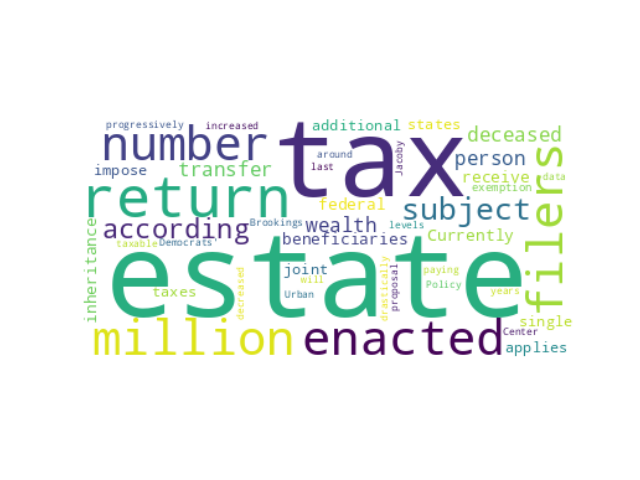 progressively increased additional states
number tax deceased
around
last
Jacoby
person
impose transfer
receive
exemption data
return federal subject filers
according Brookings wealth levels Currently
inheritance
taxable Democrats' beneficiaries
estate
joint paying
taxes decreased will drastically proposal Policy years
Urban
single
million enacted Center
applies